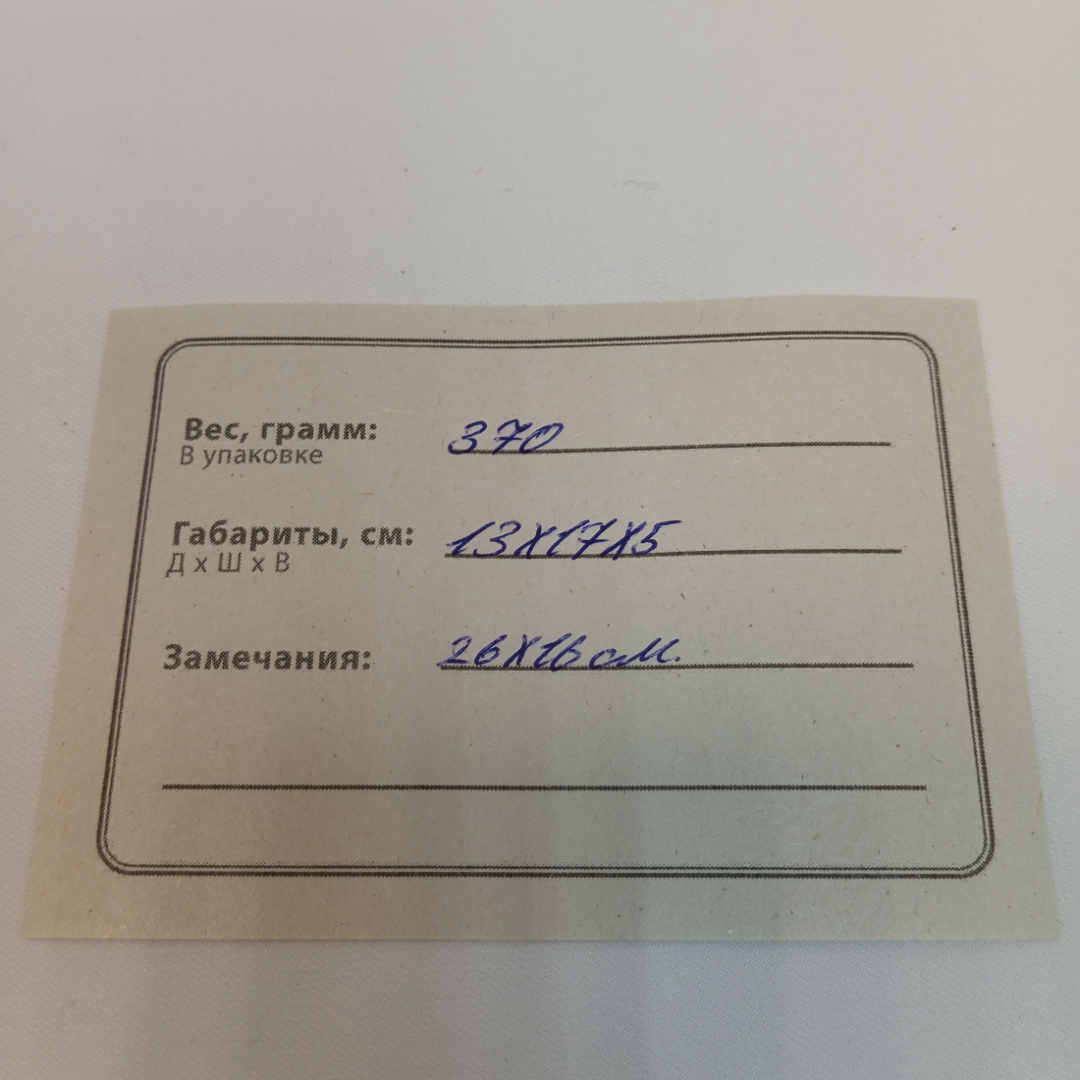 Вес, грамм: 370
В упаковке
Габариты, см: 13х17х5
Д х Ш х В
Замечания: 26х16 см.